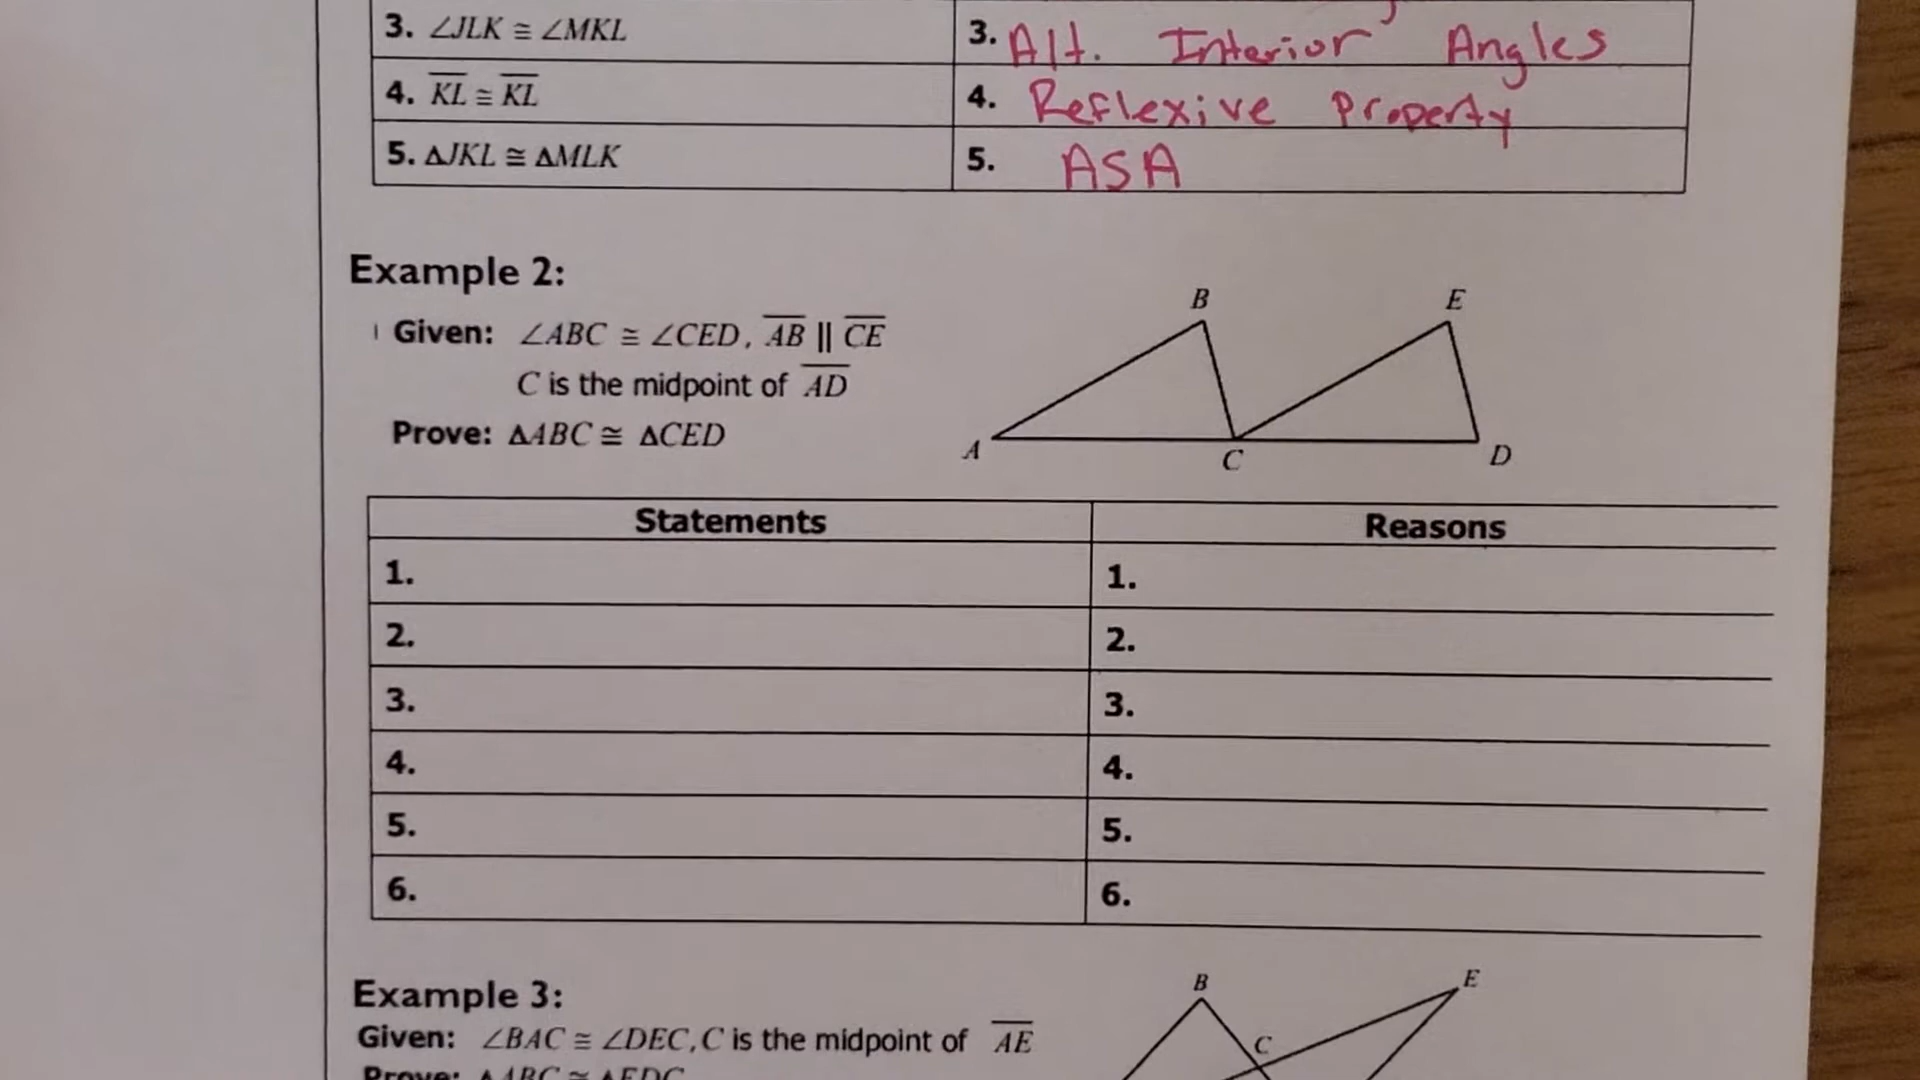 3. ∠JLK ≅ ∠MKL
3. Alt. Interior Angles
4. KL ≅ KL
4. Reflexive Property
5. ΔJKL ≅ ΔMLK
5. ASA
Example 2:
Given: ∠ABC ≅ ∠CED, AB || CE
C is the midpoint of AD
Prove: ΔABC ≅ ΔCED
B
E
A
C
D
Statements
Reasons
1.
1.
2.
2.
3.
3.
4.
4.
5.
5.
6.
6.
Example 3:
Given: ∠BAC ≅ ∠DEC, C is the midpoint of AE
Prove: ΔABC ≅ ΔEDC
B
E
C